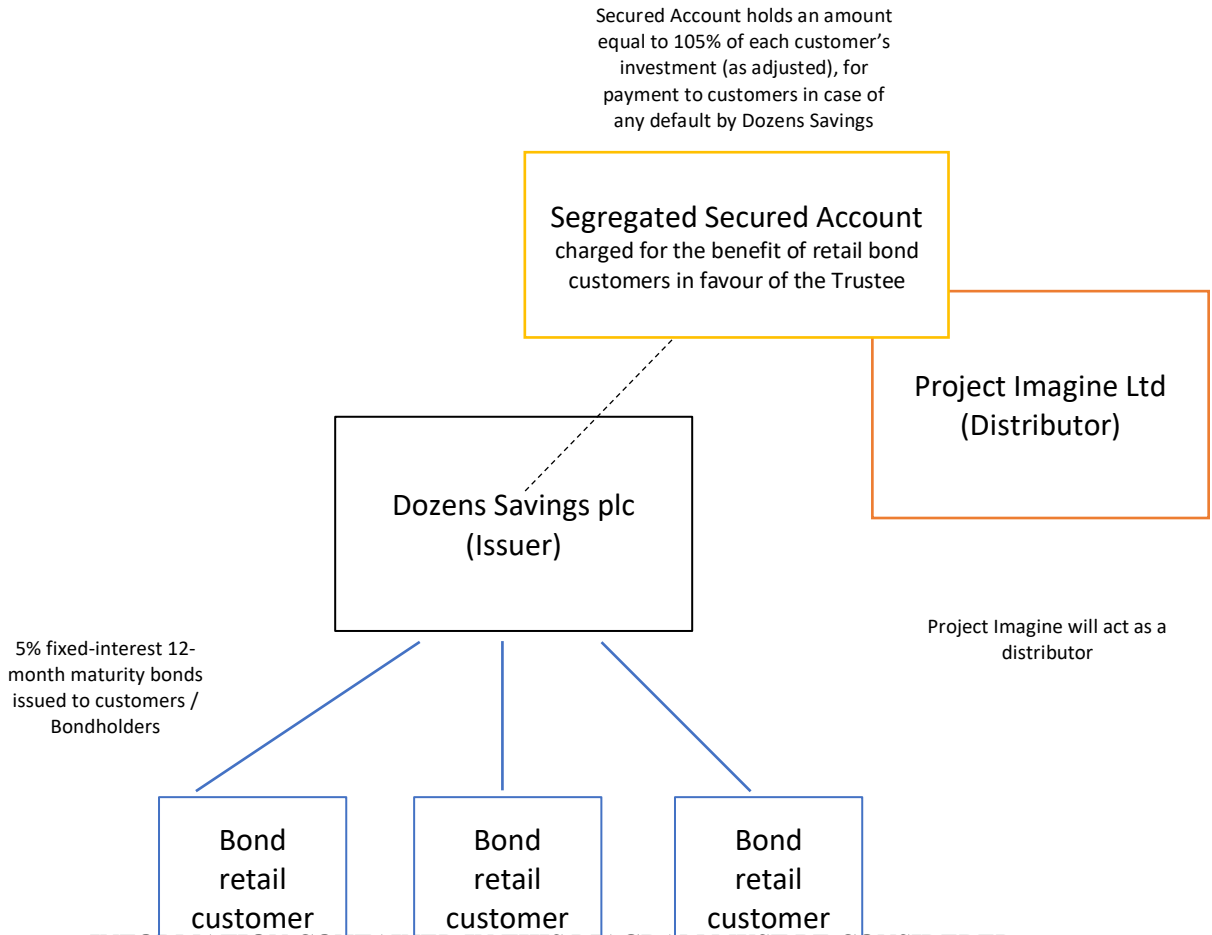 Secured Account holds an amount
equal to 105% of each customer's
investment (as adjusted), for
payment to customers in case of
any default by Dozens Savings
Segregated Secured Account
charged for the benefit of retail bond
customers in favour of the Trustee
Project Imagine Ltd
(Distributor)
Dozens Savings plc
(Issuer)
Project Imagine will act as a
distributor
5% fixed-interest 12-
month maturity bonds
issued to customers /
Bondholders
Bond
retail
customer
Bond
retail
customer
Bond
retail
customer